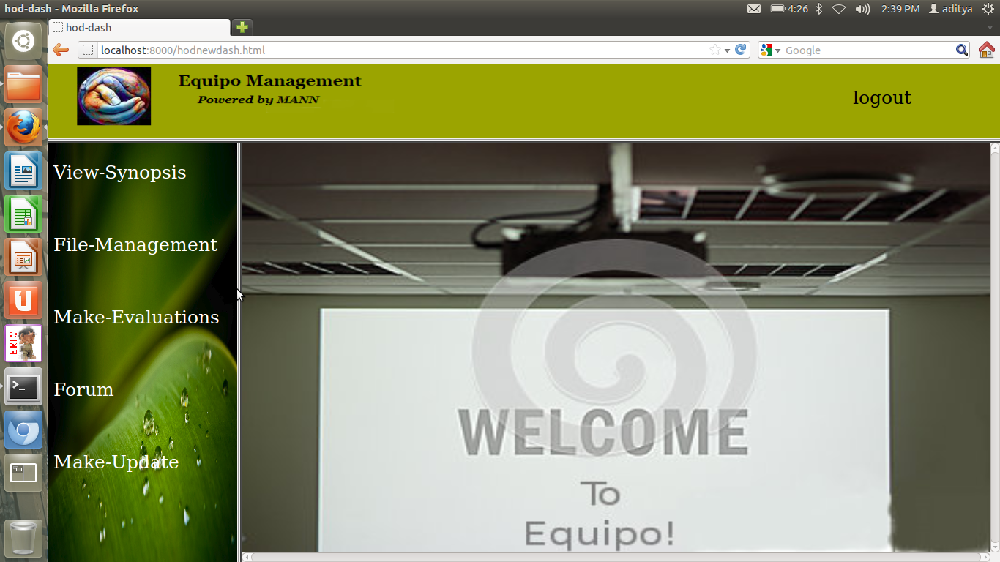 hod-dash - Mozilla Firefox
4:26
2:39 PM
aditya
hod-dash
localhost:8000/hodnewdash.html
Google
Equipo Management
Powered by MANN
logout
View-Synopsis
File-Management
Make-Evaluations
Forum
Make-Update
WELCOME
To
Equipo!
ERIC